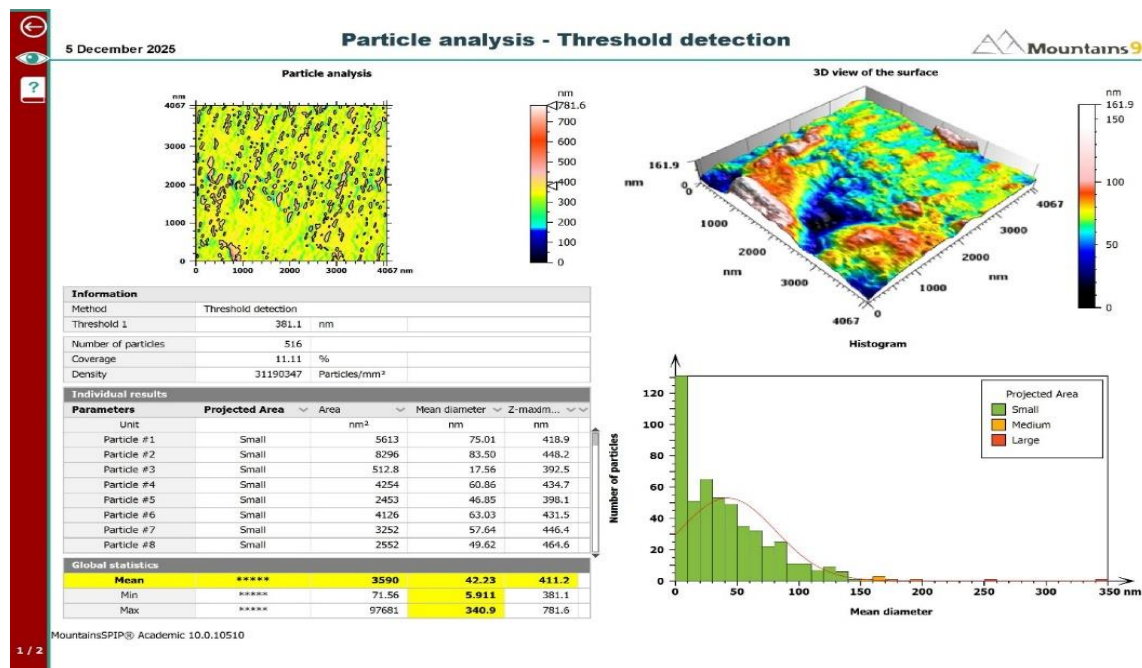 5 December 2025
Particle analysis - Threshold detection
Mountains9
?
Particle analysis
nm
4067
3000
2000
1000
0
0 1000 2000 3000 4067 nm
nm
781.6
700
600
500
400
300
200
100
0
3D view of the surface
161.9
nm
0
1000
2000
nm
3000
4067
0
1000
nm
2000
3000
4067
nm
161.9
150
100
50
0
Information
Method Threshold detection
Threshold 1 381.1 nm
Number of particles 516
Coverage 11.11 %
Density 31190347 Particles/mm²
Individual results
Parameters Projected Area Area Mean diameter Z-maxim...
Unit nm² nm nm
Particle #1 Small 5613 75.01 418.9
Particle #2 Small 8296 83.50 448.2
Particle #3 Small 512.8 17.56 392.5
Particle #4 Small 4254 60.86 434.7
Particle #5 Small 2453 46.85 398.1
Particle #6 Small 4126 63.03 431.5
Particle #7 Small 3252 57.64 446.4
Particle #8 Small 2552 49.62 464.6
Global statistics
Mean ***** 3590 42.23 411.2
Min ***** 71.56 5.911 381.1
Max ***** 97681 340.9 781.6
Histogram
Number of particles
120
100
80
60
40
20
0
0 50 100 150 200 250 300 350 nm
Mean diameter
Projected Area
Small
Medium
Large
MountainsSPIP® Academic 10.0.10510
1 / 2